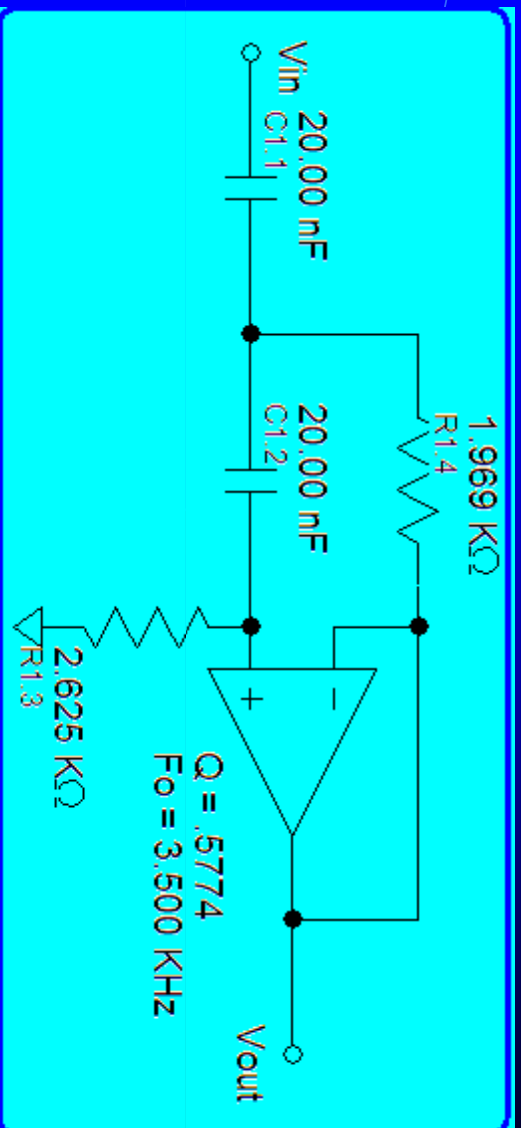 Vin
20.00 nF
C1.1
20.00 nF
C1.2
1.969 KΩ
R1.4
2.625 KΩ
R1.3
+
−
Q = .5774
Fo = 3.500 KHz
Vout